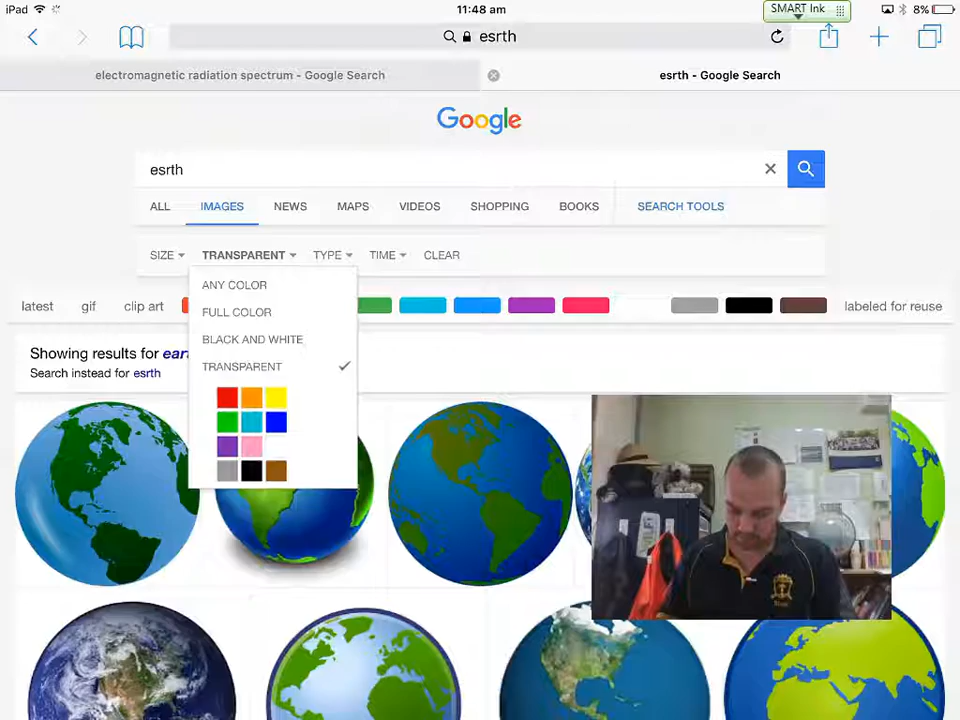 iPad 11:48 am SMART Ink 8%
esrth
electromagnetic radiation spectrum - Google Search esrth - Google Search
Google
esrth
ALL IMAGES NEWS MAPS VIDEOS SHOPPING BOOKS SEARCH TOOLS
SIZE TRANSPARENT TYPE TIME CLEAR
ANY COLOR
FULL COLOR
BLACK AND WHITE
TRANSPARENT
latest gif clip art labeled for reuse
Showing results for ear
Search instead for esrth